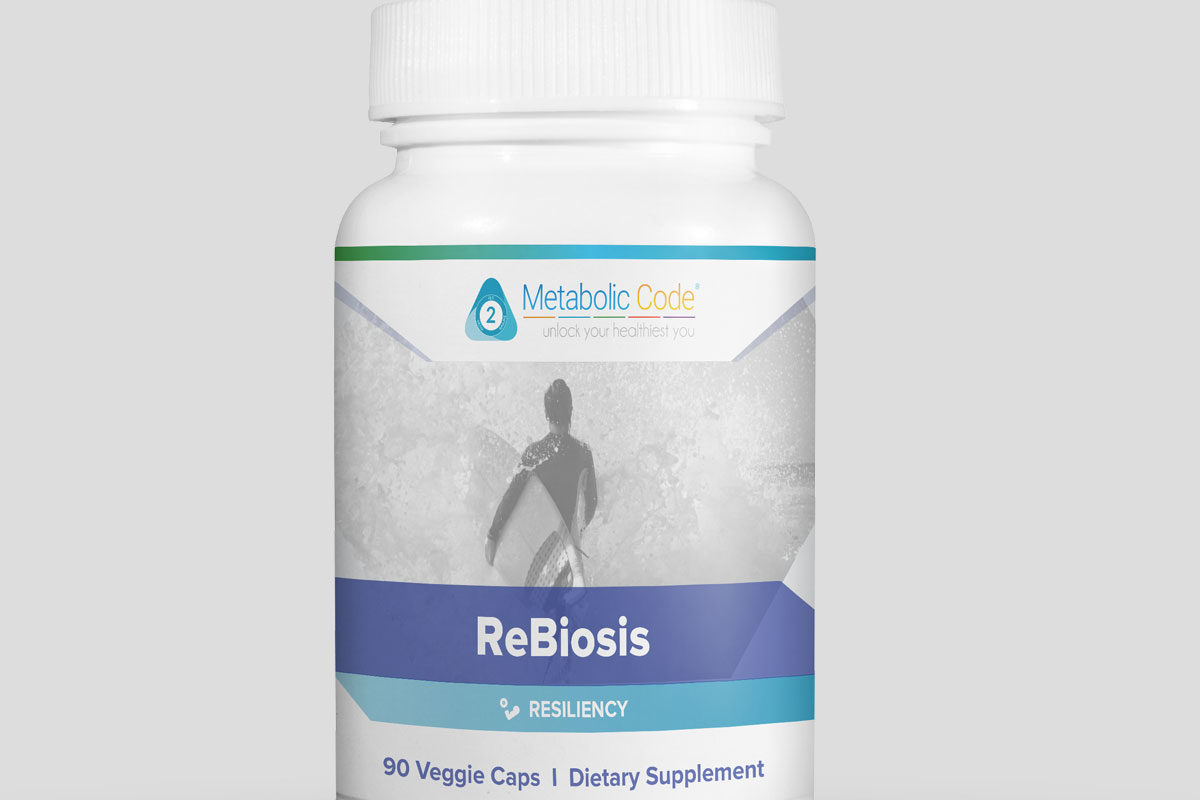 2
Metabolic Code®
unlock your healthiest you
ReBiosis
RESILIENCY
90 Veggie Caps | Dietary Supplement